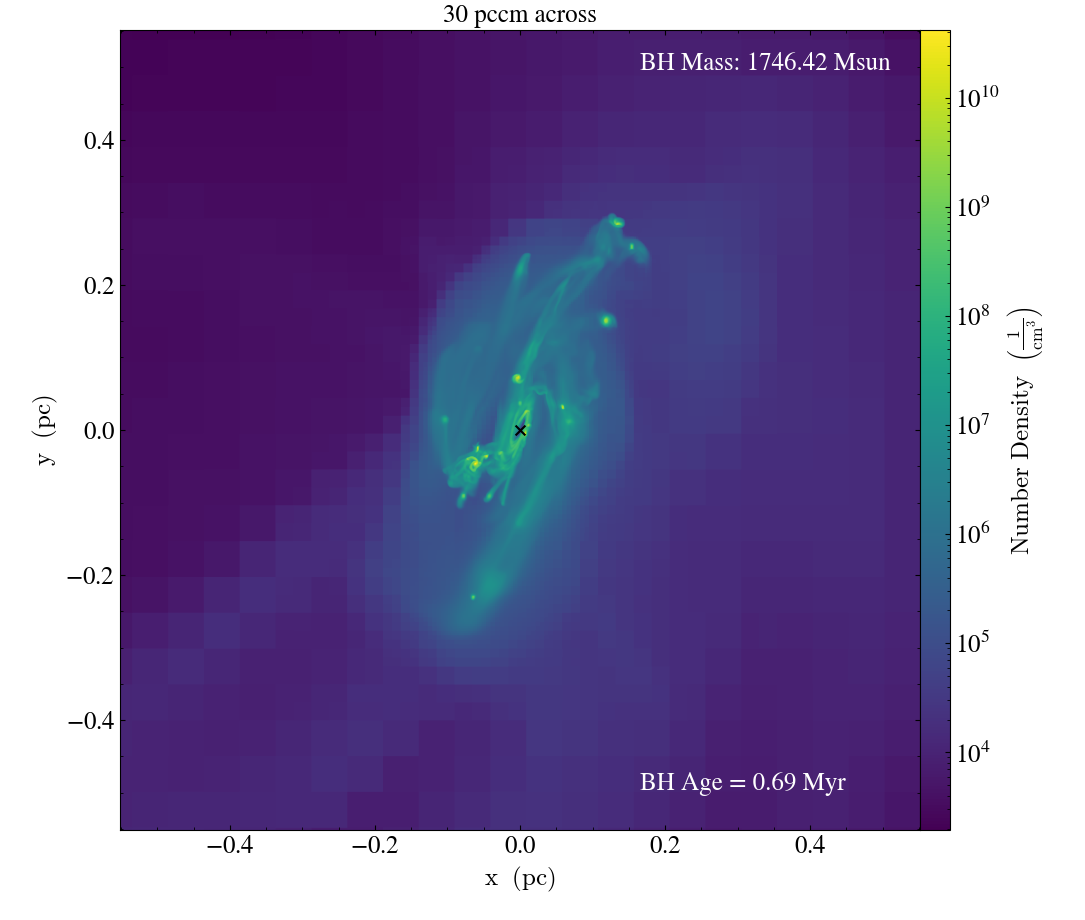 30 pccm across
BH Mass: 1746.42 Msun
0.4
0.2
0.0
−0.2
−0.4
y (pc)
−0.4 −0.2 0.0 0.2 0.4
x (pc)
BH Age = 0.69 Myr
10^10
10^9
10^8
10^7
10^6
10^5
10^4
Number Density (1/cm^3)